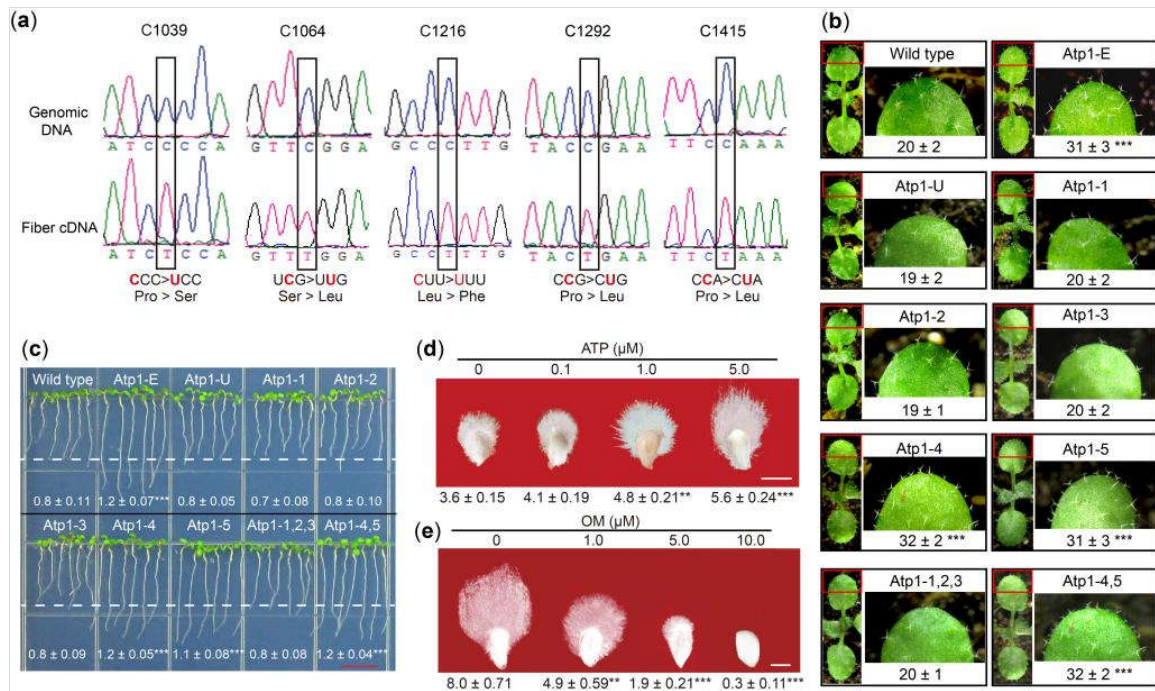 (a)
C1039 C1064 C1216 C1292 C1415
Genomic DNA
A T C C C C A
G T T C G G A
G C C C T T G
T A C C G A A
T T C C A A A
Fiber cDNA
A T C T C C A
G T T T G G A
G C C T T T G
T A C T G A A
T T C T A A A
CCC>UCC UCG>UUG CUU>UUU CCG>CUG CCA>CUA
Pro > Ser Ser > Leu Leu > Phe Pro > Leu Pro > Leu
(b)
Wild type Atp1-E
20 ± 2 31 ± 3 ***
Atp1-U Atp1-1
19 ± 2 20 ± 2
Atp1-2 Atp1-3
19 ± 1 20 ± 2
Atp1-4 Atp1-5
32 ± 2 *** 31 ± 3 ***
Atp1-1,2,3 Atp1-4,5
20 ± 1 32 ± 2 ***
(c)
Wild type Atp1-E Atp1-U Atp1-1 Atp1-2
0.8 ± 0.11 1.2 ± 0.07*** 0.8 ± 0.05 0.7 ± 0.08 0.8 ± 0.10
Atp1-3 Atp1-4 Atp1-5 Atp1-1,2,3 Atp1-4,5
0.8 ± 0.09 1.2 ± 0.05*** 1.1 ± 0.08*** 0.8 ± 0.08 1.2 ± 0.04***
(d)
ATP (µM)
0 0.1 1.0 5.0
3.6 ± 0.15 4.1 ± 0.19 4.8 ± 0.21** 5.6 ± 0.24***
(e)
OM (µM)
0 1.0 5.0 10.0
8.0 ± 0.71 4.9 ± 0.59** 1.9 ± 0.21*** 0.3 ± 0.11***